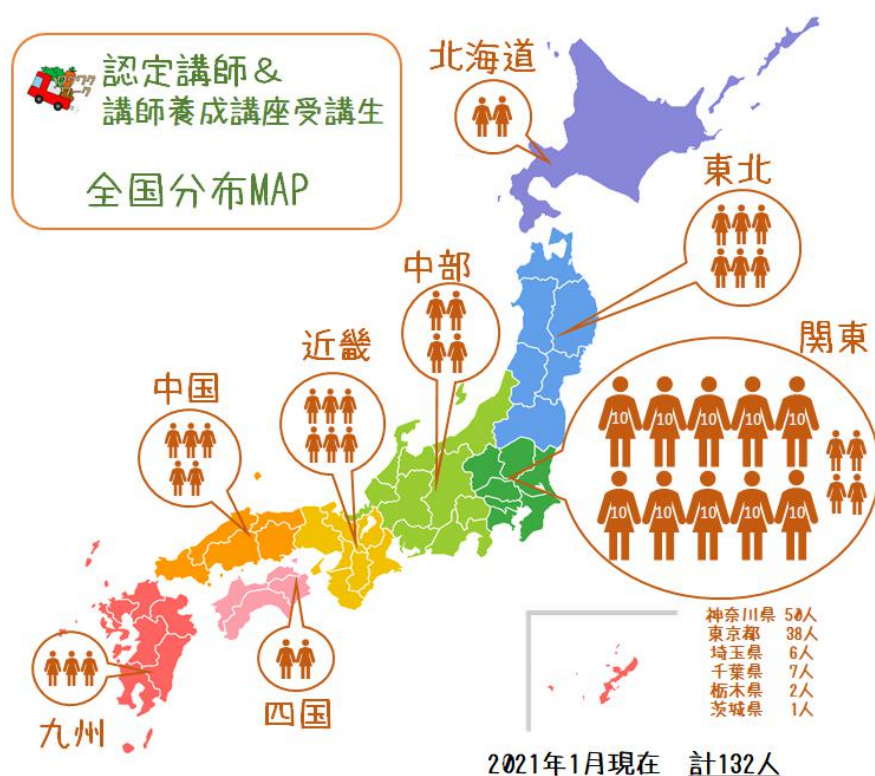 認定講師&
講師養成講座受講生
全国分布MAP
北海道
東北
中部
関東
近畿
中国
10 10 10 10 10
10 10 10 10 10
九州
四国
神奈川県 50人
東京都 38人
埼玉県 6人
千葉県 7人
栃木県 2人
茨城県 1人
2021年1月現在 計132人